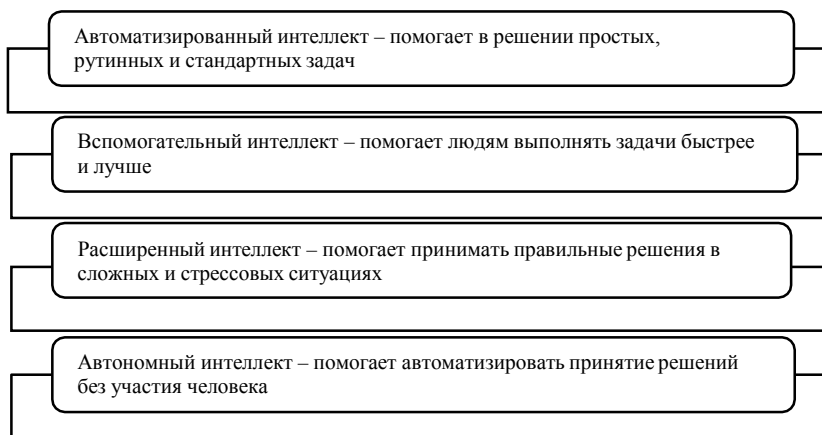 Автоматизированный интеллект – помогает в решении простых,
рутинных и стандартных задач
Вспомогательный интеллект – помогает людям выполнять задачи быстрее
и лучше
Расширенный интеллект – помогает принимать правильные решения в
сложных и стрессовых ситуациях
Автономный интеллект – помогает автоматизировать принятие решений
без участия человека